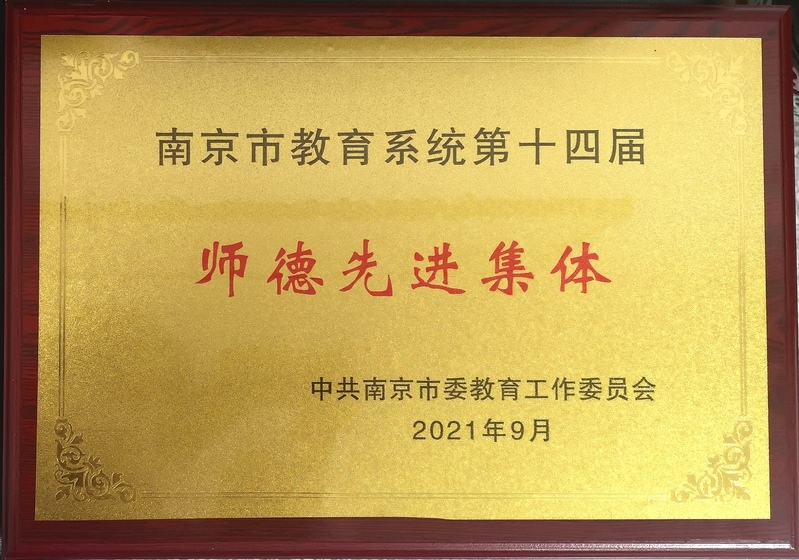 南京市教育系统第十四届
师德先进集体
中共南京市委教育工作委员会
2021年9月